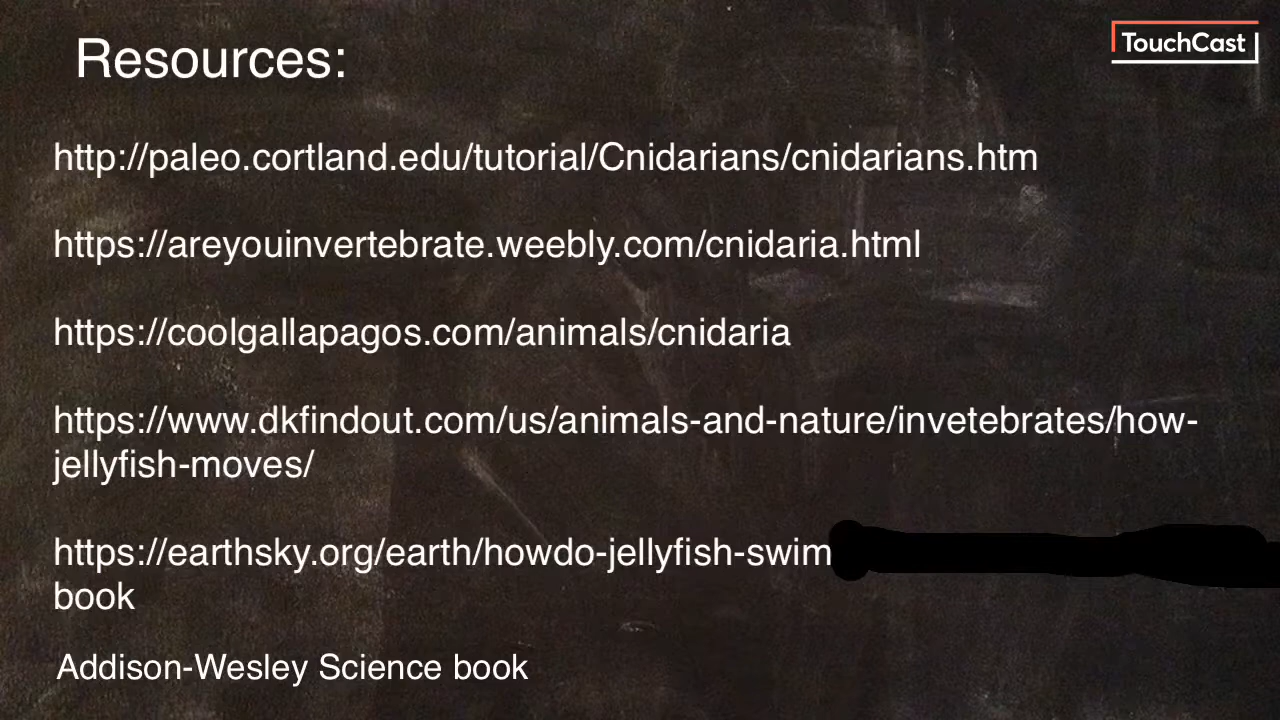 Resources:
TouchCast
http://paleo.cortland.edu/tutorial/Cnidarians/cnidarians.htm
https://areyouinvertebrate.weebly.com/cnidaria.html
https://coolgallapagos.com/animals/cnidaria
https://www.dkfindout.com/us/animals-and-nature/invetebrates/how-
jellyfish-moves/
https://earthsky.org/earth/howdo-jellyfish-swim
book
Addison-Wesley Science book